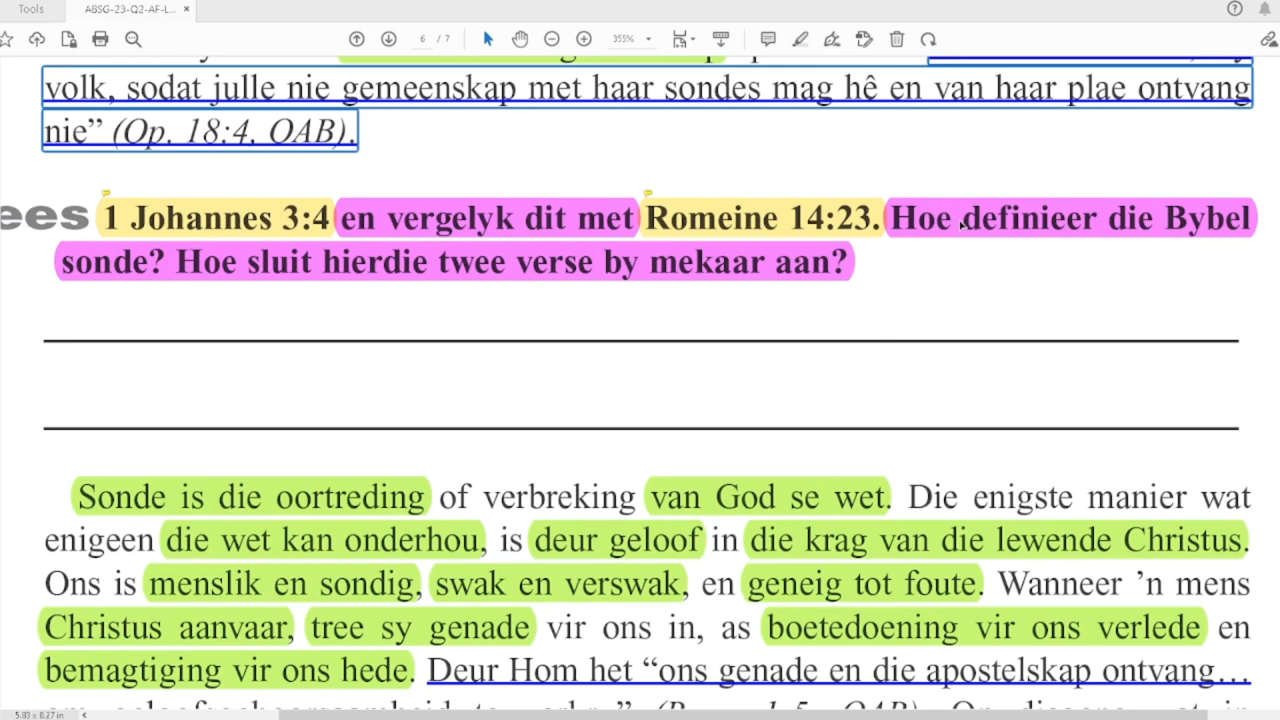 Tools
ABSG-23-Q2-AF-L... ×
6 / 7
355%
volk, sodat julle nie gemeenskap met haar sondes mag hê en van haar plae ontvang
nie” (Op. 18:4, OAB).
ees 1 Johannes 3:4 en vergelyk dit met Romeine 14:23. Hoe definieer die Bybel
sonde? Hoe sluit hierdie twee verse by mekaar aan?
Sonde is die oortreding of verbreking van God se wet. Die enigste manier wat
enigeen die wet kan onderhou, is deur geloof in die krag van die lewende Christus.
Ons is menslik en sondig, swak en verswak, en geneig tot foute. Wanneer ’n mens
Christus aanvaar, tree sy genade vir ons in, as boetedoening vir ons verlede en
bemagtiging vir ons hede. Deur Hom het “ons genade en die apostelskap ontvang…
5.83 x 8.27 in